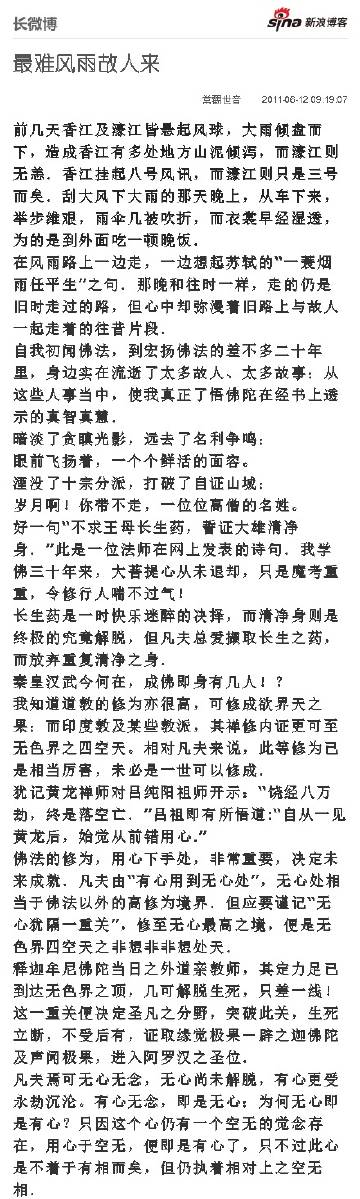 长微博
sina 新浪博客
最难风雨故人来
2011-06-12 09:19:07
前几天香江及濠江皆悬起风球，大雨倾盘而
下，造成香江有多处地方山泥倾泻，而濠江则
无恙．香江挂起八号风讯，而濠江则只是三号
而矣．刮大风下大雨的那天晚上，从车下来，
举步维艰，雨伞几被吹折，而衣裳早经湿透，
为的是到外面吃一顿晚饭．
在风雨路上一边走，一边想起苏轼的“一蓑烟
雨任平生”之句．那晚和往时一样，走的仍是
旧时走过的路，但心中却弥漫着旧路上与故人
一起走着的往昔片段．
自我初闻佛法，到宏扬佛法的差不多二十年
里，身边实在流逝了太多故人、太多故事；从
这些人事当中，使我真正了悟佛陀在经书上透
示的真智真慧．
暗淡了贪瞋光影，远去了名利争鸣；
眼前飞扬着，一个个鲜活的面容。
湮没了十宗分派，打破了自证山城；
岁月啊！你带不走，一位位高僧的名姓。
好一句“不求王母长生药，誓证大雄清净
身．”此是一位法师在网上发表的诗句．我学
佛三十年来，大菩提心从未退却，只是魔考重
重，令修行人喘不过气！
长生药是一时快乐迷醉的决择，而清净身则是
终极的究竟解脱，但凡夫总爱撷取长生之药，
而放弃重复清净之身．
秦皇汉武今何在，成佛即身有几人！？
我知道道教的修为亦很高，可修成欲界天之
果；而印度教及某些教派，其禅修内证更可至
无色界之四空天。相对凡夫来说，此等修为已
是相当厉害，未必是一世可以修成．
犹记黄龙禅师对吕纯阳祖师开示：“饶经八万
劫，终是落空亡．”吕祖即有所悟道：“自从一见
黄龙后，始觉从前错用心．”
佛法的修为，用心下手处，非常重要，决定未
来成就．凡夫由“有心用到无心处”，无心处相
当于佛法以外的高修为境界．但应要谨记“无
心犹隔一重关”，修至无心最高之境，便是无
色界四空天之非想非非想处天．
释迦牟尼佛陀当日之外道亲教师，其定力足已
到达无色界之顶，几可解脱生死，只差一线！
这一重关便决定圣凡之分野，突破此关，生死
立断，不受后有，证取缘觉极果－辟之迦佛陀
及声闻极果，进入阿罗汉之圣位．
凡夫焉可无心无念，无心尚未解脱，有心更受
永劫沉沦。有心无念，即是无心；为何无心即
是有心？只因这个心仍有一个空无的觉念存
在，用心于空无，便即是有心了，只不过此心
是不着于有相而矣，但仍执着相对上之空无
相．